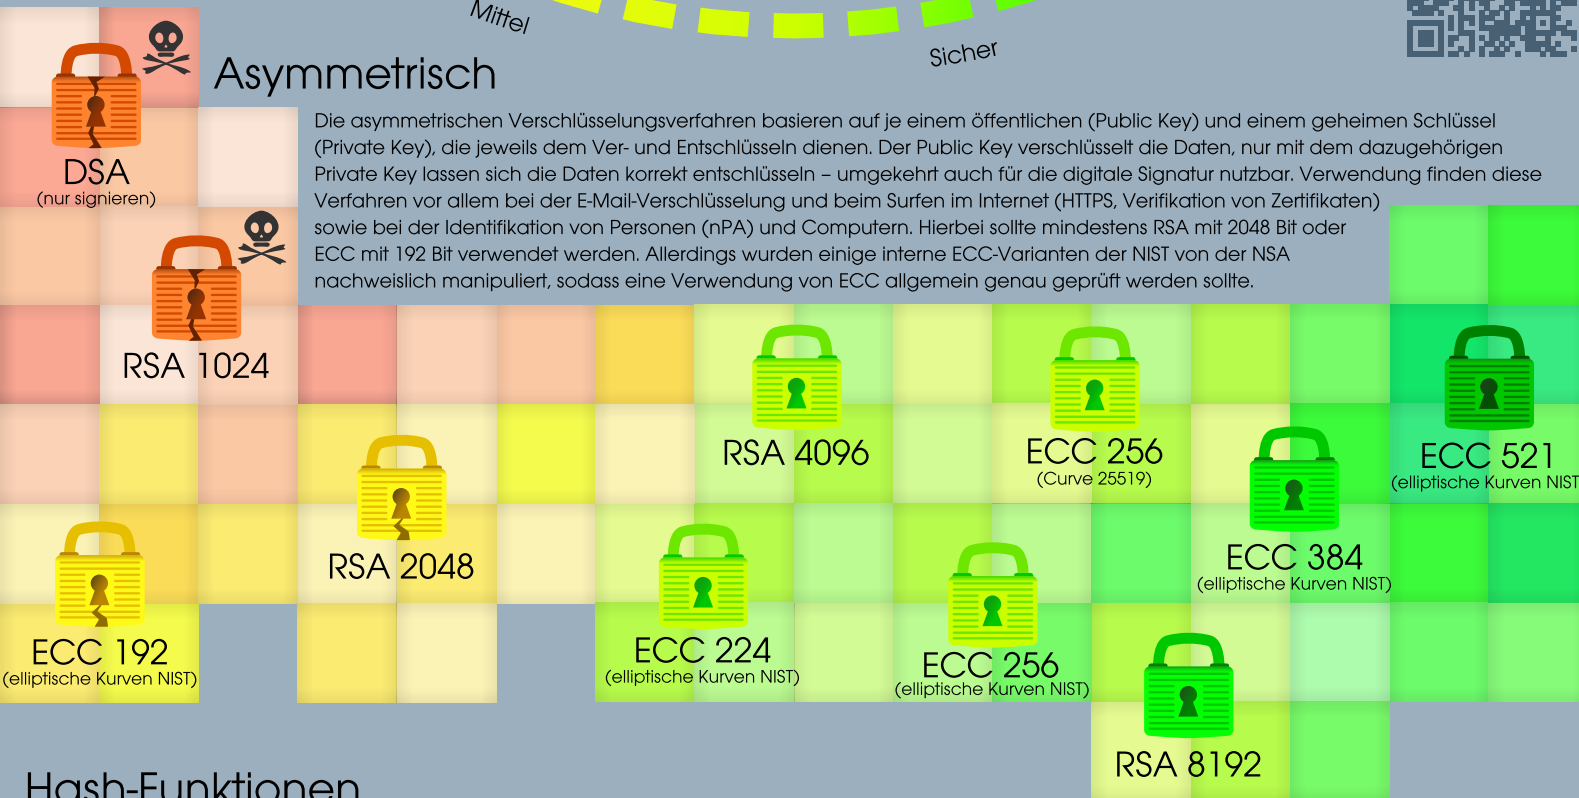 Mittel
Sicher
Asymmetrisch
Die asymmetrischen Verschlüsselungsverfahren basieren auf je einem öffentlichen (Public Key) und einem geheimen Schlüssel
(Private Key), die jeweils dem Ver- und Entschlüsseln dienen. Der Public Key verschlüsselt die Daten, nur mit dem dazugehörigen
Private Key lassen sich die Daten korrekt entschlüsseln – umgekehrt auch für die digitale Signatur nutzbar. Verwendung finden diese
Verfahren vor allem bei der E-Mail-Verschlüsselung und beim Surfen im Internet (HTTPS, Verifikation von Zertifikaten)
sowie bei der Identifikation von Personen (nPA) und Computern. Hierbei sollte mindestens RSA mit 2048 Bit oder
ECC mit 192 Bit verwendet werden. Allerdings wurden einige interne ECC-Varianten der NIST von der NSA
nachweislich manipuliert, sodass eine Verwendung von ECC allgemein genau geprüft werden sollte.
DSA
(nur signieren)
RSA 1024
RSA 4096
ECC 256
(Curve 25519)
ECC 521
(elliptische Kurven NIST
RSA 2048
ECC 384
(elliptische Kurven NIST)
ECC 192
(elliptische Kurven NIST)
ECC 224
(elliptische Kurven NIST)
ECC 256
(elliptische Kurven NIST)
RSA 8192
Hash-Funktionen